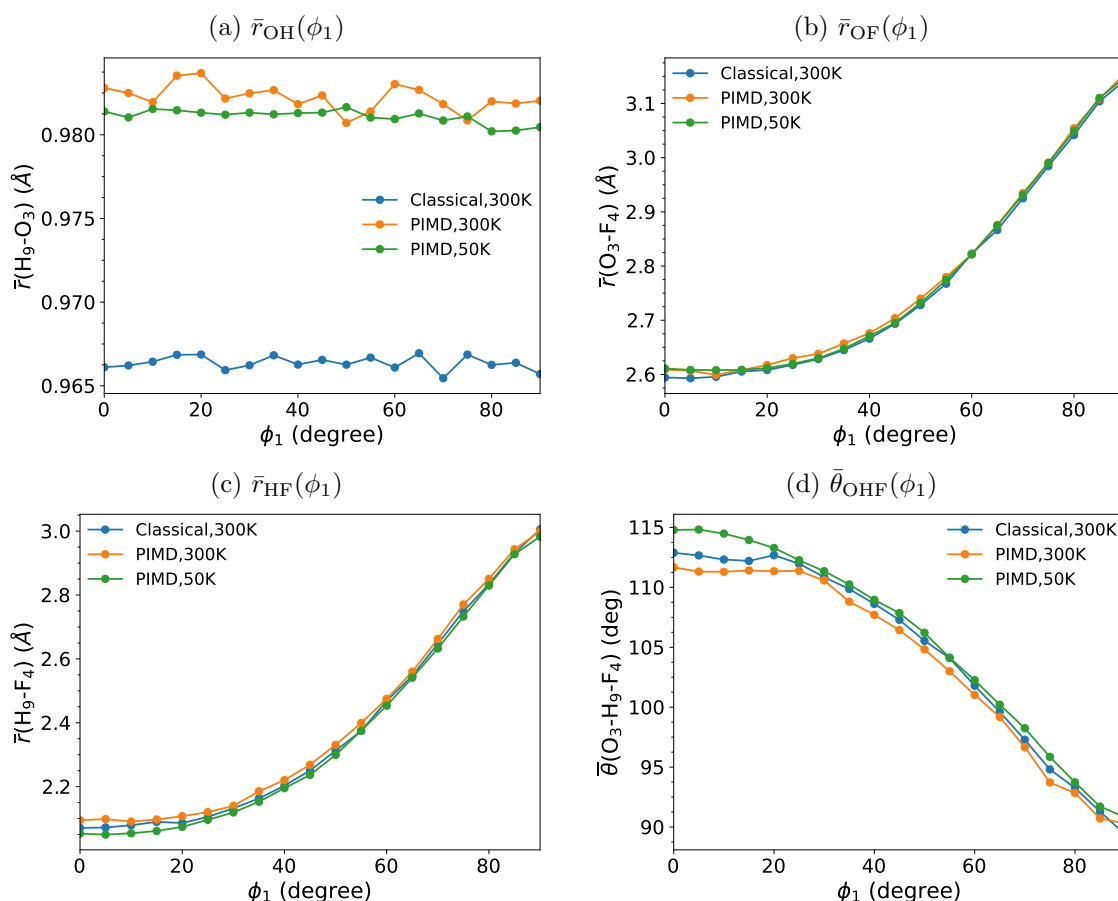 (a) r̄OH(ϕ1)
0.980
0.975
0.970
0.965
r̄(H9-O3) (Å)
Classical,300K
PIMD,300K
PIMD,50K
0 20 40 60 80
ϕ1 (degree)
(b) r̄OF(ϕ1)
3.1
3.0
2.9
2.8
2.7
2.6
r̄(O3-F4) (Å)
Classical,300K
PIMD,300K
PIMD,50K
0 20 40 60 80
ϕ1 (degree)
(c) r̄HF(ϕ1)
3.0
2.8
2.6
2.4
2.2
r̄(H9-F4) (Å)
Classical,300K
PIMD,300K
PIMD,50K
0 20 40 60 80
ϕ1 (degree)
(d) θ̄OHF(ϕ1)
115
110
105
100
95
90
θ̄(O3-H9-F4) (deg)
Classical,300K
PIMD,300K
PIMD,50K
0 20 40 60 80
ϕ1 (degree)